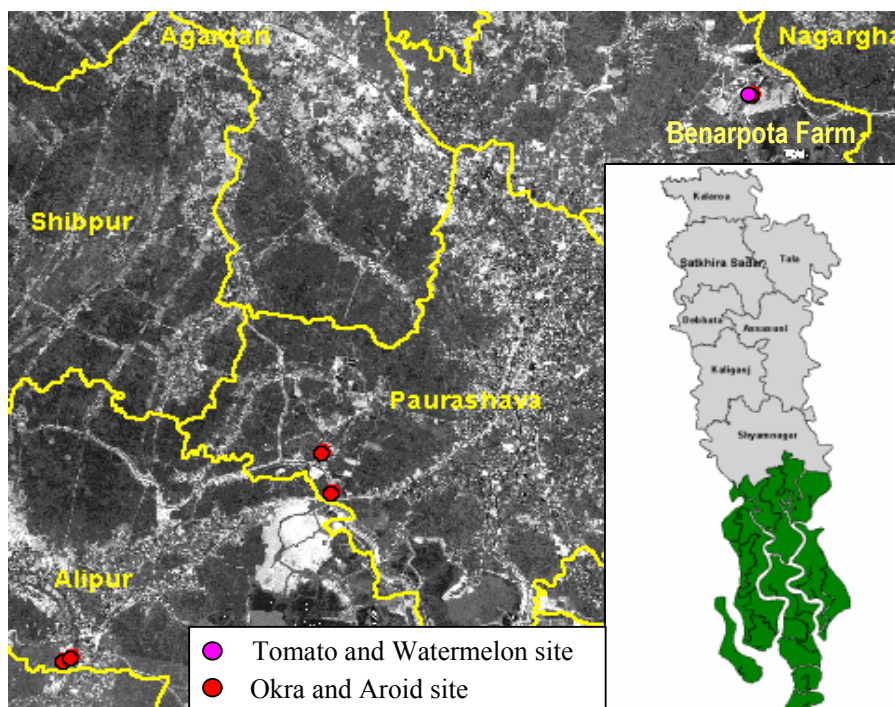 Agardari
Nagargha
Benarpota Farm
Shibpur
Paurashava
Alipur
Kalaroa
Satkhira Sadar
Tala
Debhata
Assasuni
Kaliganj
Shyamnagar
Tomato and Watermelon site
Okra and Aroid site